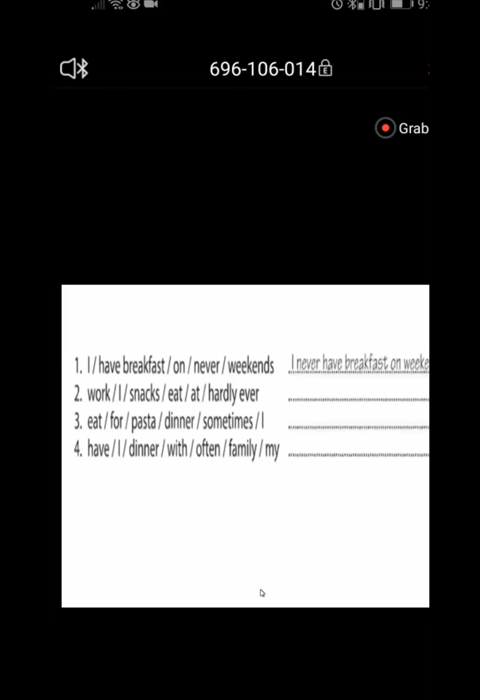 9:
696-106-014
Grab
1. I / have breakfast / on / never / weekends I never have breakfast on weeke
2. work / I / snacks / eat / at / hardly ever
3. eat / for / pasta / dinner / sometimes / I
4. have / I / dinner / with / often / family / my